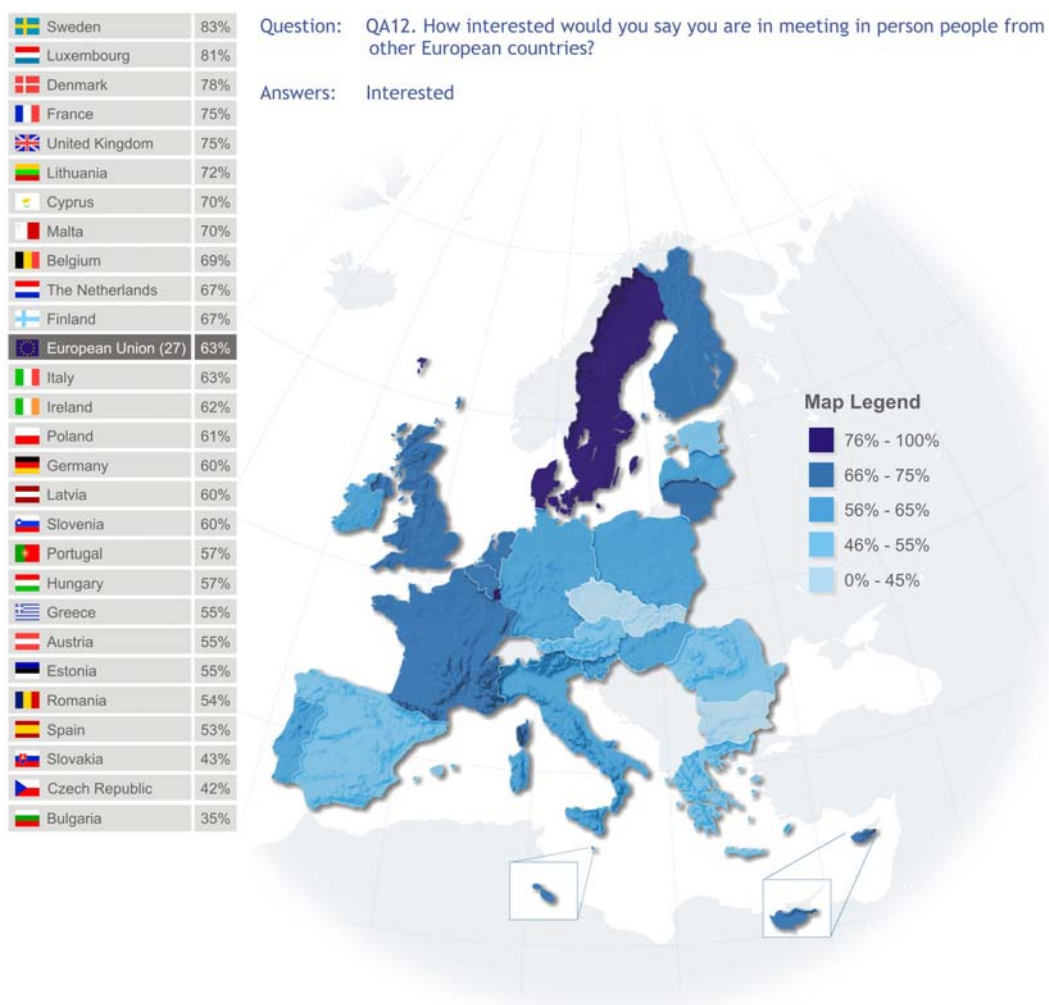 Sweden 83%
Luxembourg 81%
Denmark 78%
France 75%
United Kingdom 75%
Lithuania 72%
Cyprus 70%
Malta 70%
Belgium 69%
The Netherlands 67%
Finland 67%
European Union (27) 63%
Italy 63%
Ireland 62%
Poland 61%
Germany 60%
Latvia 60%
Slovenia 60%
Portugal 57%
Hungary 57%
Greece 55%
Austria 55%
Estonia 55%
Romania 54%
Spain 53%
Slovakia 43%
Czech Republic 42%
Bulgaria 35%
Question: QA12. How interested would you say you are in meeting in person people from
other European countries?
Answers: Interested
Map Legend
76% - 100%
66% - 75%
56% - 65%
46% - 55%
0% - 45%